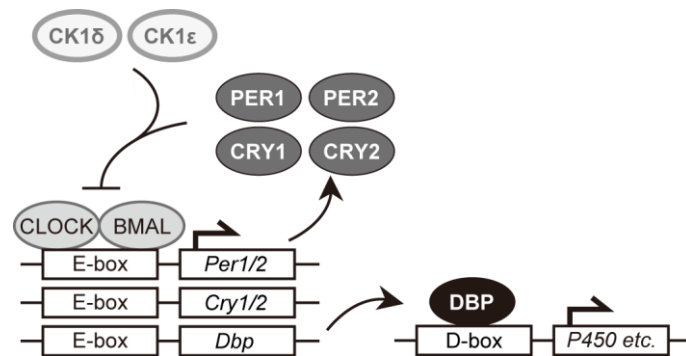 CK1δ CK1ε
PER1 PER2
CRY1 CRY2
CLOCK BMAL
E-box Per1/2
E-box Cry1/2
DBP
E-box Dbp
D-box P450 etc.